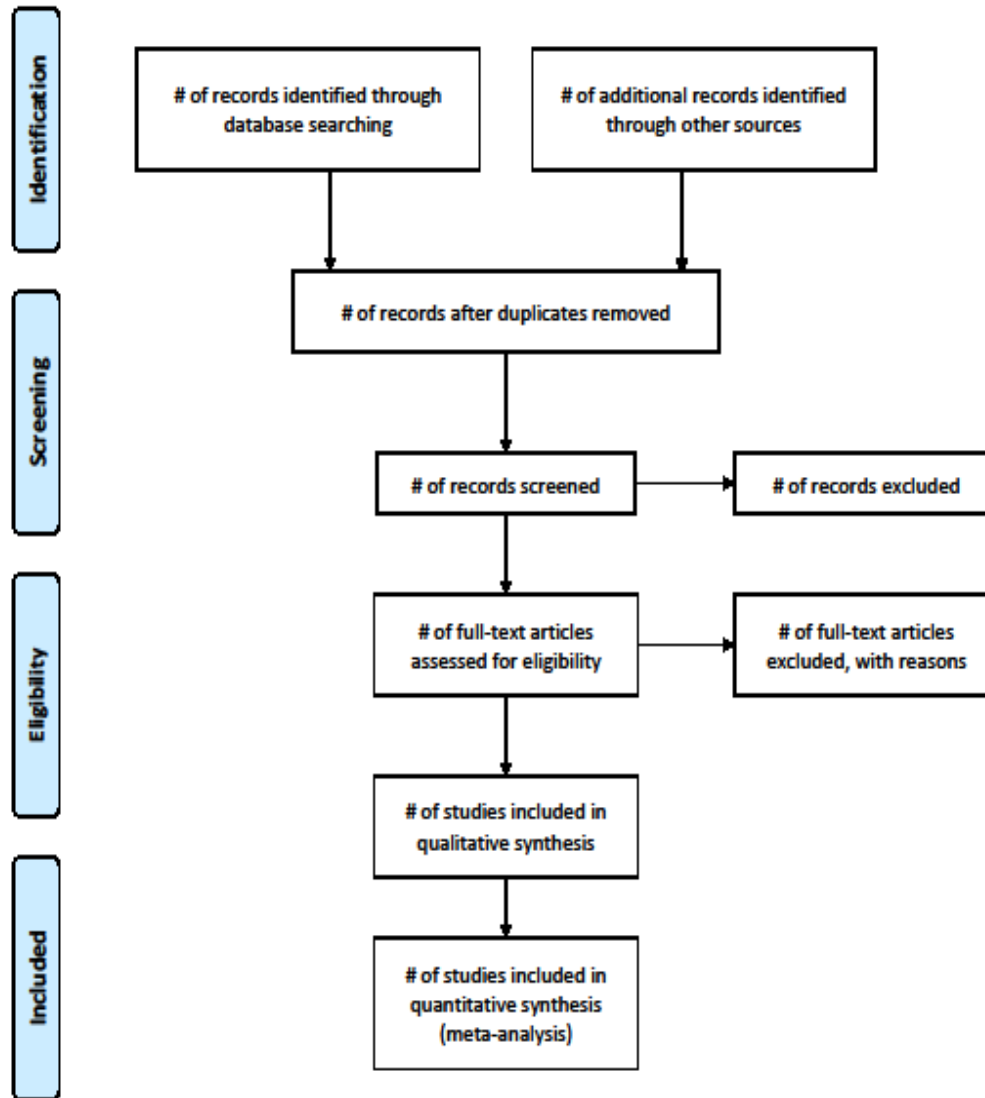 Identification
# of records identified through
database searching
# of additional records identified
through other sources
# of records after duplicates removed
Screening
# of records screened
# of records excluded
Eligibility
# of full-text articles
assessed for eligibility
# of full-text articles
excluded, with reasons
# of studies included in
qualitative synthesis
Included
# of studies included in
quantitative synthesis
(meta-analysis)